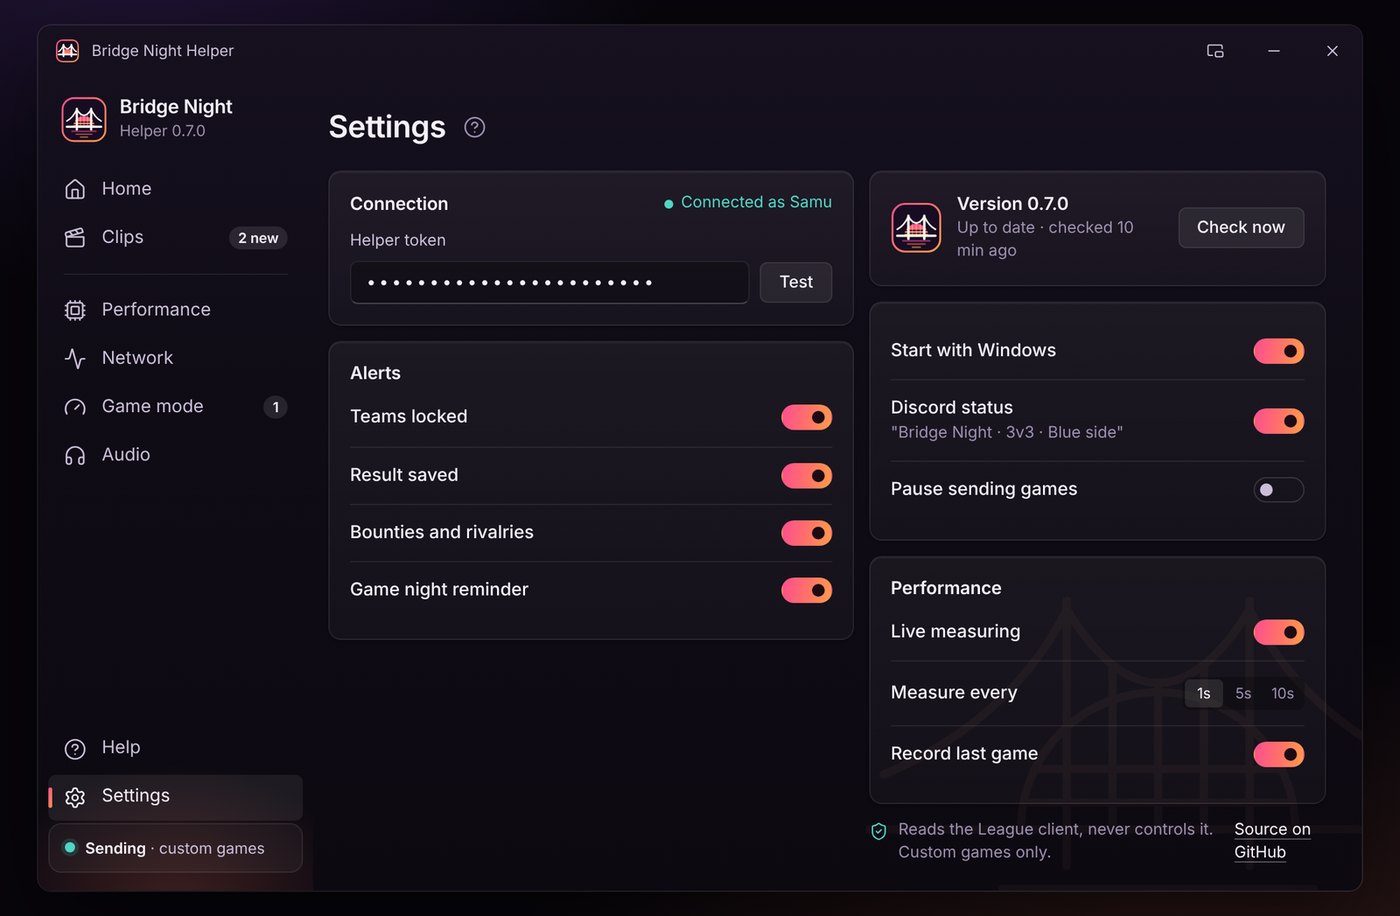 Bridge Night Helper
Bridge Night
Helper 0.7.0
Home
Clips
2 new
Performance
Network
Game mode
1
Audio
Help
Settings
Sending · custom games
Settings
Connection
Connected as Samu
Helper token
Test
Alerts
Teams locked
Result saved
Bounties and rivalries
Game night reminder
Version 0.7.0
Up to date · checked 10
min ago
Check now
Start with Windows
Discord status
"Bridge Night · 3v3 · Blue side"
Pause sending games
Performance
Live measuring
Measure every
1s 5s 10s
Record last game
Reads the League client, never controls it.
Custom games only.
Source on
GitHub